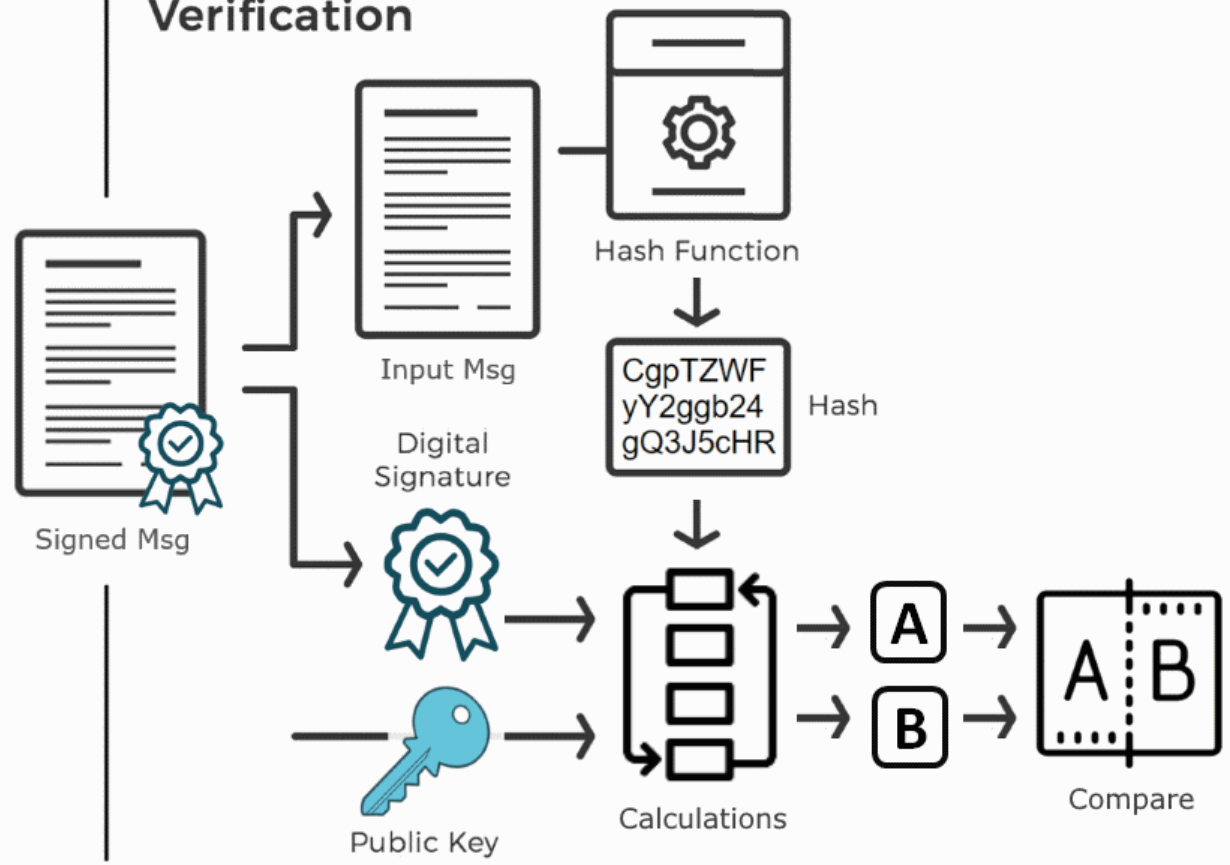 Verification
Hash Function
Input Msg
CgpTZWF
yY2ggb24
gQ3J5cHR
Hash
Digital
Signature
Signed Msg
A
B
A B
Public Key
Calculations
Compare